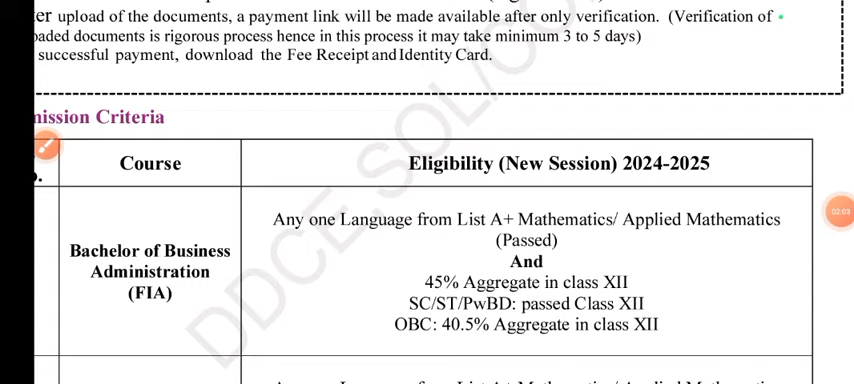 er upload of the documents, a payment link will be made available after only verification. (Verification of
oaded documents is rigorous process hence in this process it may take minimum 3 to 5 days)
successful payment, download the Fee Receipt and Identity Card.
mission Criteria
Course
Eligibility (New Session) 2024-2025
Bachelor of Business
Administration
(FIA)
Any one Language from List A+ Mathematics/ Applied Mathematics
(Passed)
And
45% Aggregate in class XII
SC/ST/PwBD: passed Class XII
OBC: 40.5% Aggregate in class XII
DDCE,SOL/CO
02:03